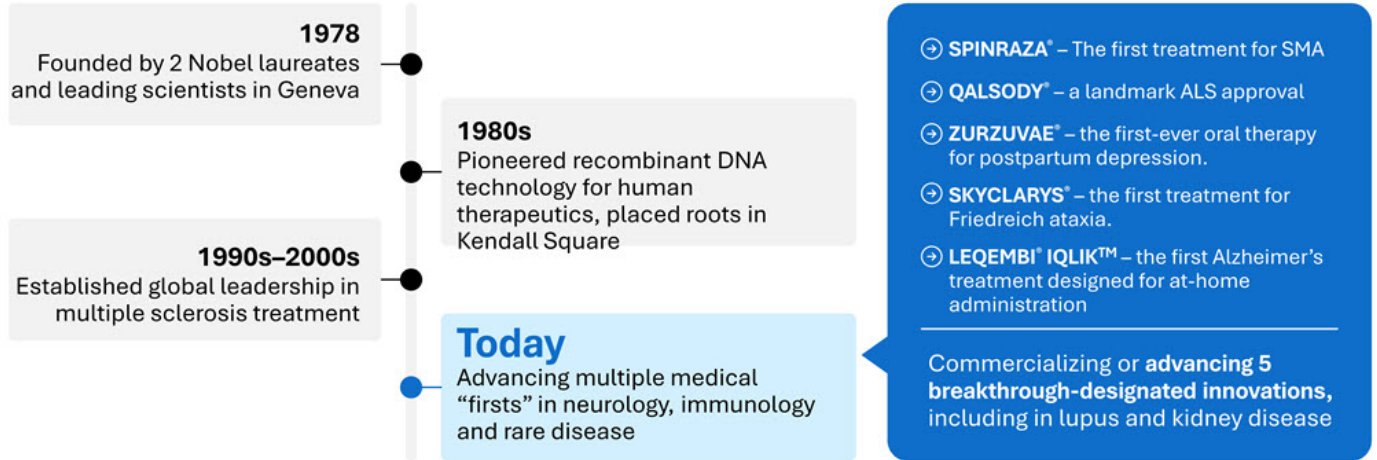 1978
Founded by 2 Nobel laureates
and leading scientists in Geneva
1980s
Pioneered recombinant DNA
technology for human
therapeutics, placed roots in
Kendall Square
1990s–2000s
Established global leadership in
multiple sclerosis treatment
Today
Advancing multiple medical
“firsts” in neurology, immunology
and rare disease
SPINRAZA® – The first treatment for SMA
QALSODY® – a landmark ALS approval
ZURZUVAE® – the first-ever oral therapy
for postpartum depression.
SKYCLARYS® – the first treatment for
Friedreich ataxia.
LEQEMBI® IQLIK™ – the first Alzheimer’s
treatment designed for at-home
administration
Commercializing or advancing 5
breakthrough-designated innovations,
including in lupus and kidney disease